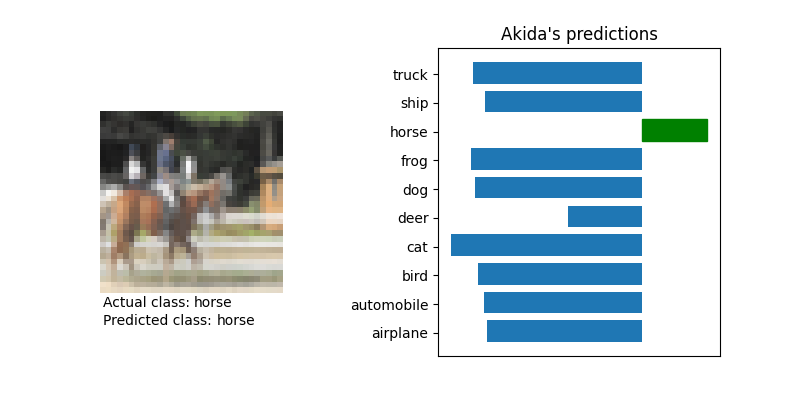 Akida's predictions
truck
ship
horse
frog
dog
deer
cat
bird
automobile
airplane
Actual class: horse
Predicted class: horse